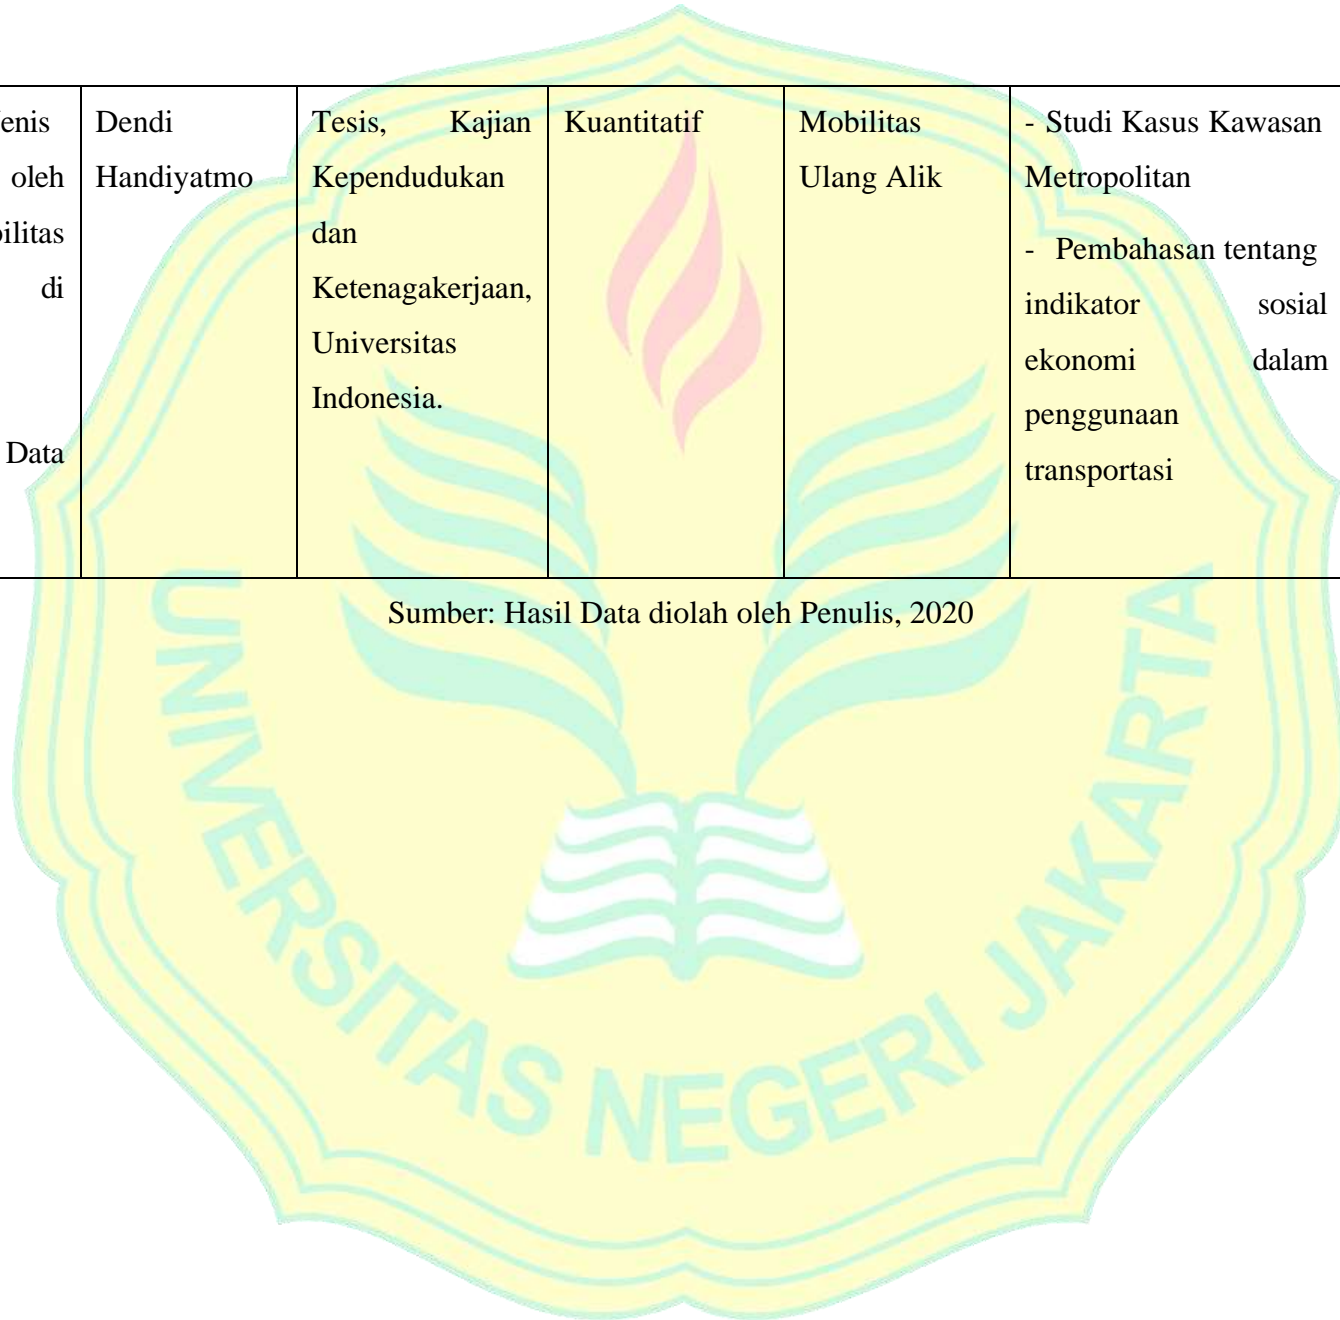 enis
oleh
bilitas
di
Data
Dendi
Handiyatmo
Tesis, Kajian
Kependudukan
dan
Ketenagakerjaan,
Universitas
Indonesia.
Kuantitatif
Mobilitas
Ulang Alik
- Studi Kasus Kawasan
Metropolitan
- Pembahasan tentang
indikator sosial
ekonomi dalam
penggunaan
transportasi
Sumber: Hasil Data diolah oleh Penulis, 2020
UNIVERSITAS NEGERI JAKARTA